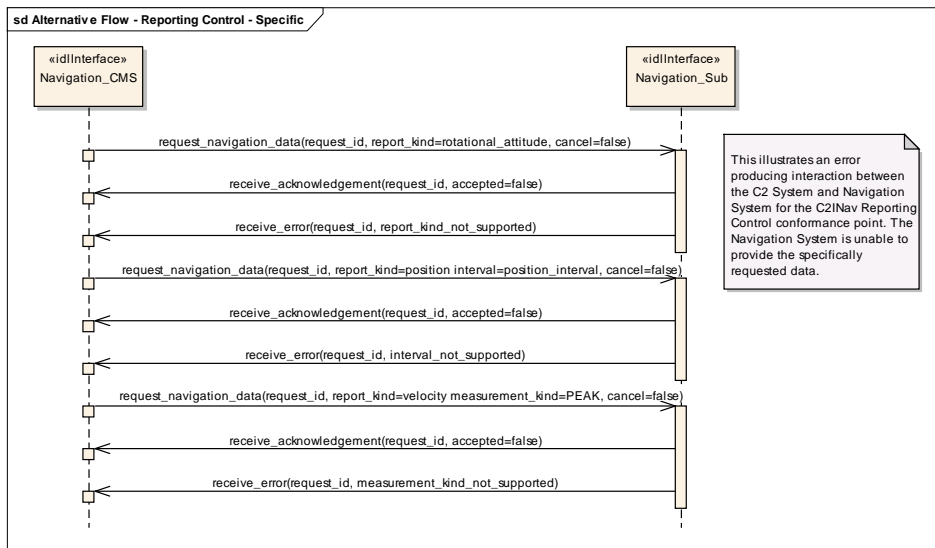 sd Alternative Flow - Reporting Control - Specific
«idlInterface»
Navigation_CMS
«idlInterface»
Navigation_Sub
request_navigation_data(request_id, report_kind=rotational_attitude, cancel=false)
receive_acknowledgement(request_id, accepted=false)
receive_error(request_id, report_kind_not_supported)
request_navigation_data(request_id, report_kind=position interval=position_interval, cancel=false)
receive_acknowledgement(request_id, accepted=false)
receive_error(request_id, interval_not_supported)
request_navigation_data(request_id, report_kind=velocity measurement_kind=PEAK, cancel=false)
receive_acknowledgement(request_id, accepted=false)
receive_error(request_id, measurement_kind_not_supported)
This illustrates an error
producing interaction between
the C2 System and Navigation
System for the C2INav Reporting
Control conformance point. The
Navigation System is unable to
provide the specifically
requested data.